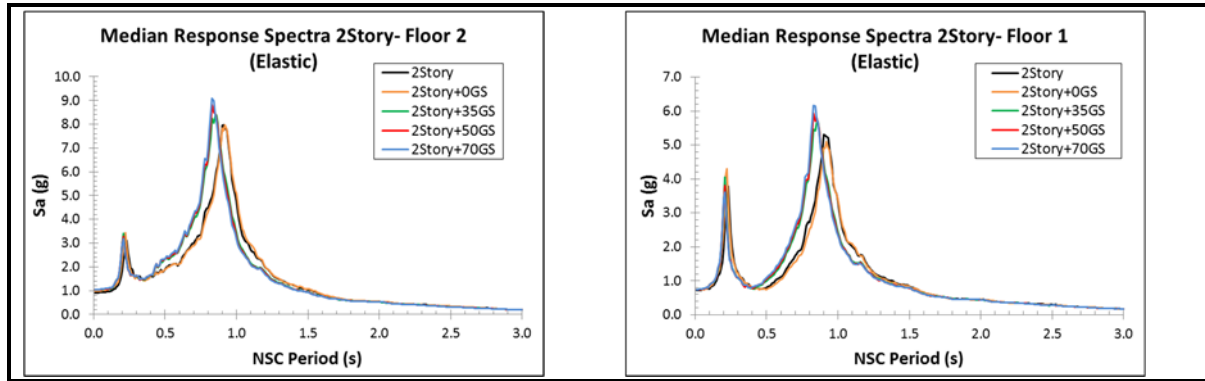 Median Response Spectra 2Story- Floor 2
(Elastic)
10.0
9.0
8.0
7.0
6.0
5.0
4.0
3.0
2.0
1.0
0.0
Sa (g)
2Story
2Story+0GS
2Story+35GS
2Story+50GS
2Story+70GS
0.0 0.5 1.0 1.5 2.0 2.5 3.0
NSC Period (s)
Median Response Spectra 2Story- Floor 1
(Elastic)
7.0
6.0
5.0
4.0
3.0
2.0
1.0
0.0
Sa (g)
2Story
2Story+0GS
2Story+35GS
2Story+50GS
2Story+70GS
0.0 0.5 1.0 1.5 2.0 2.5 3.0
NSC Period (s)